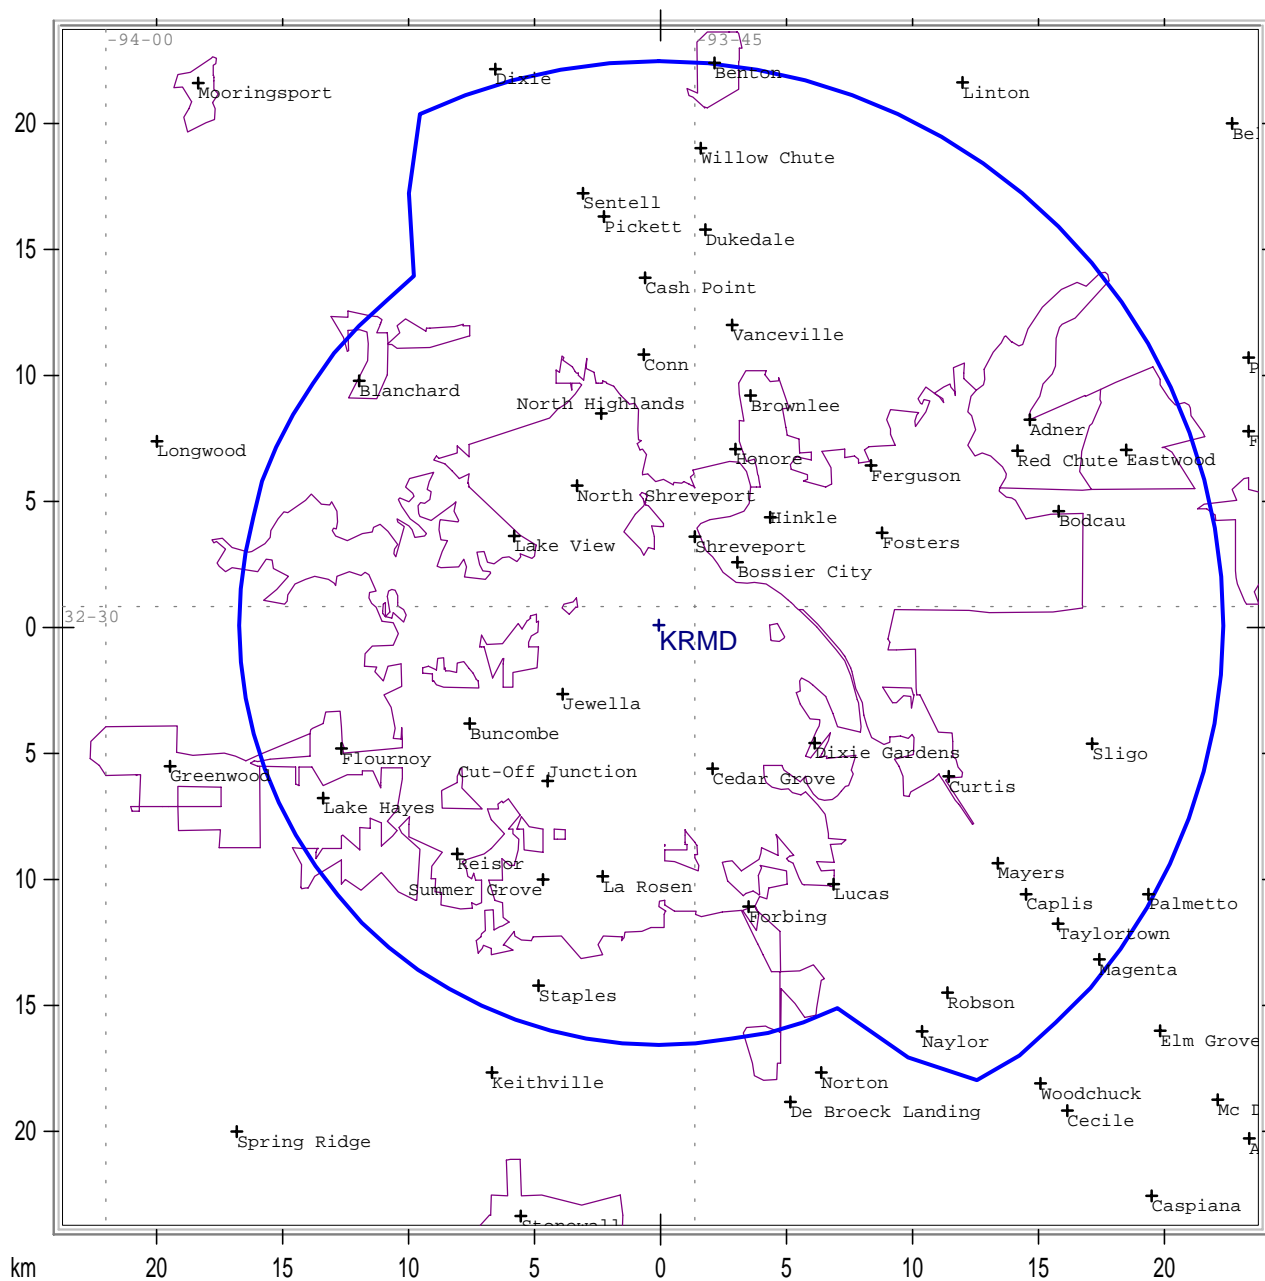 -94-00
-93-45
Mooringsport
Dixie
Benton
Linton
20
Bel
Willow Chute
Sentell
Pickett
15
Dukedale
Cash Point
Vanceville
Conn
10
P
Blanchard
North Highlands
Brownlee
Adner
F
Longwood
Honore
Red Chute
Eastwood
Ferguson
5
North Shreveport
Hinkle
Bodcau
Lake View
Shreveport
Fosters
Bossier City
32-30
0
KRMD
Jewella
Buncombe
5
Flournoy
Dixie Gardens
Sligo
Greenwood
Cut-Off Junction
Cedar Grove
Curtis
Lake Hayes
Keisor
Mayers
10
Summer Grove
La Rosen
Lucas
Caplis
Palmetto
Forbing
Taylortown
Magenta
15
Staples
Robson
Naylor
Elm Grove
Keithville
Norton
Woodchuck
De Broeck Landing
Cecile
Mc D
20
Spring Ridge
A
Caspiana
Stonewall
km
20
15
10
5
0
5
10
15
20